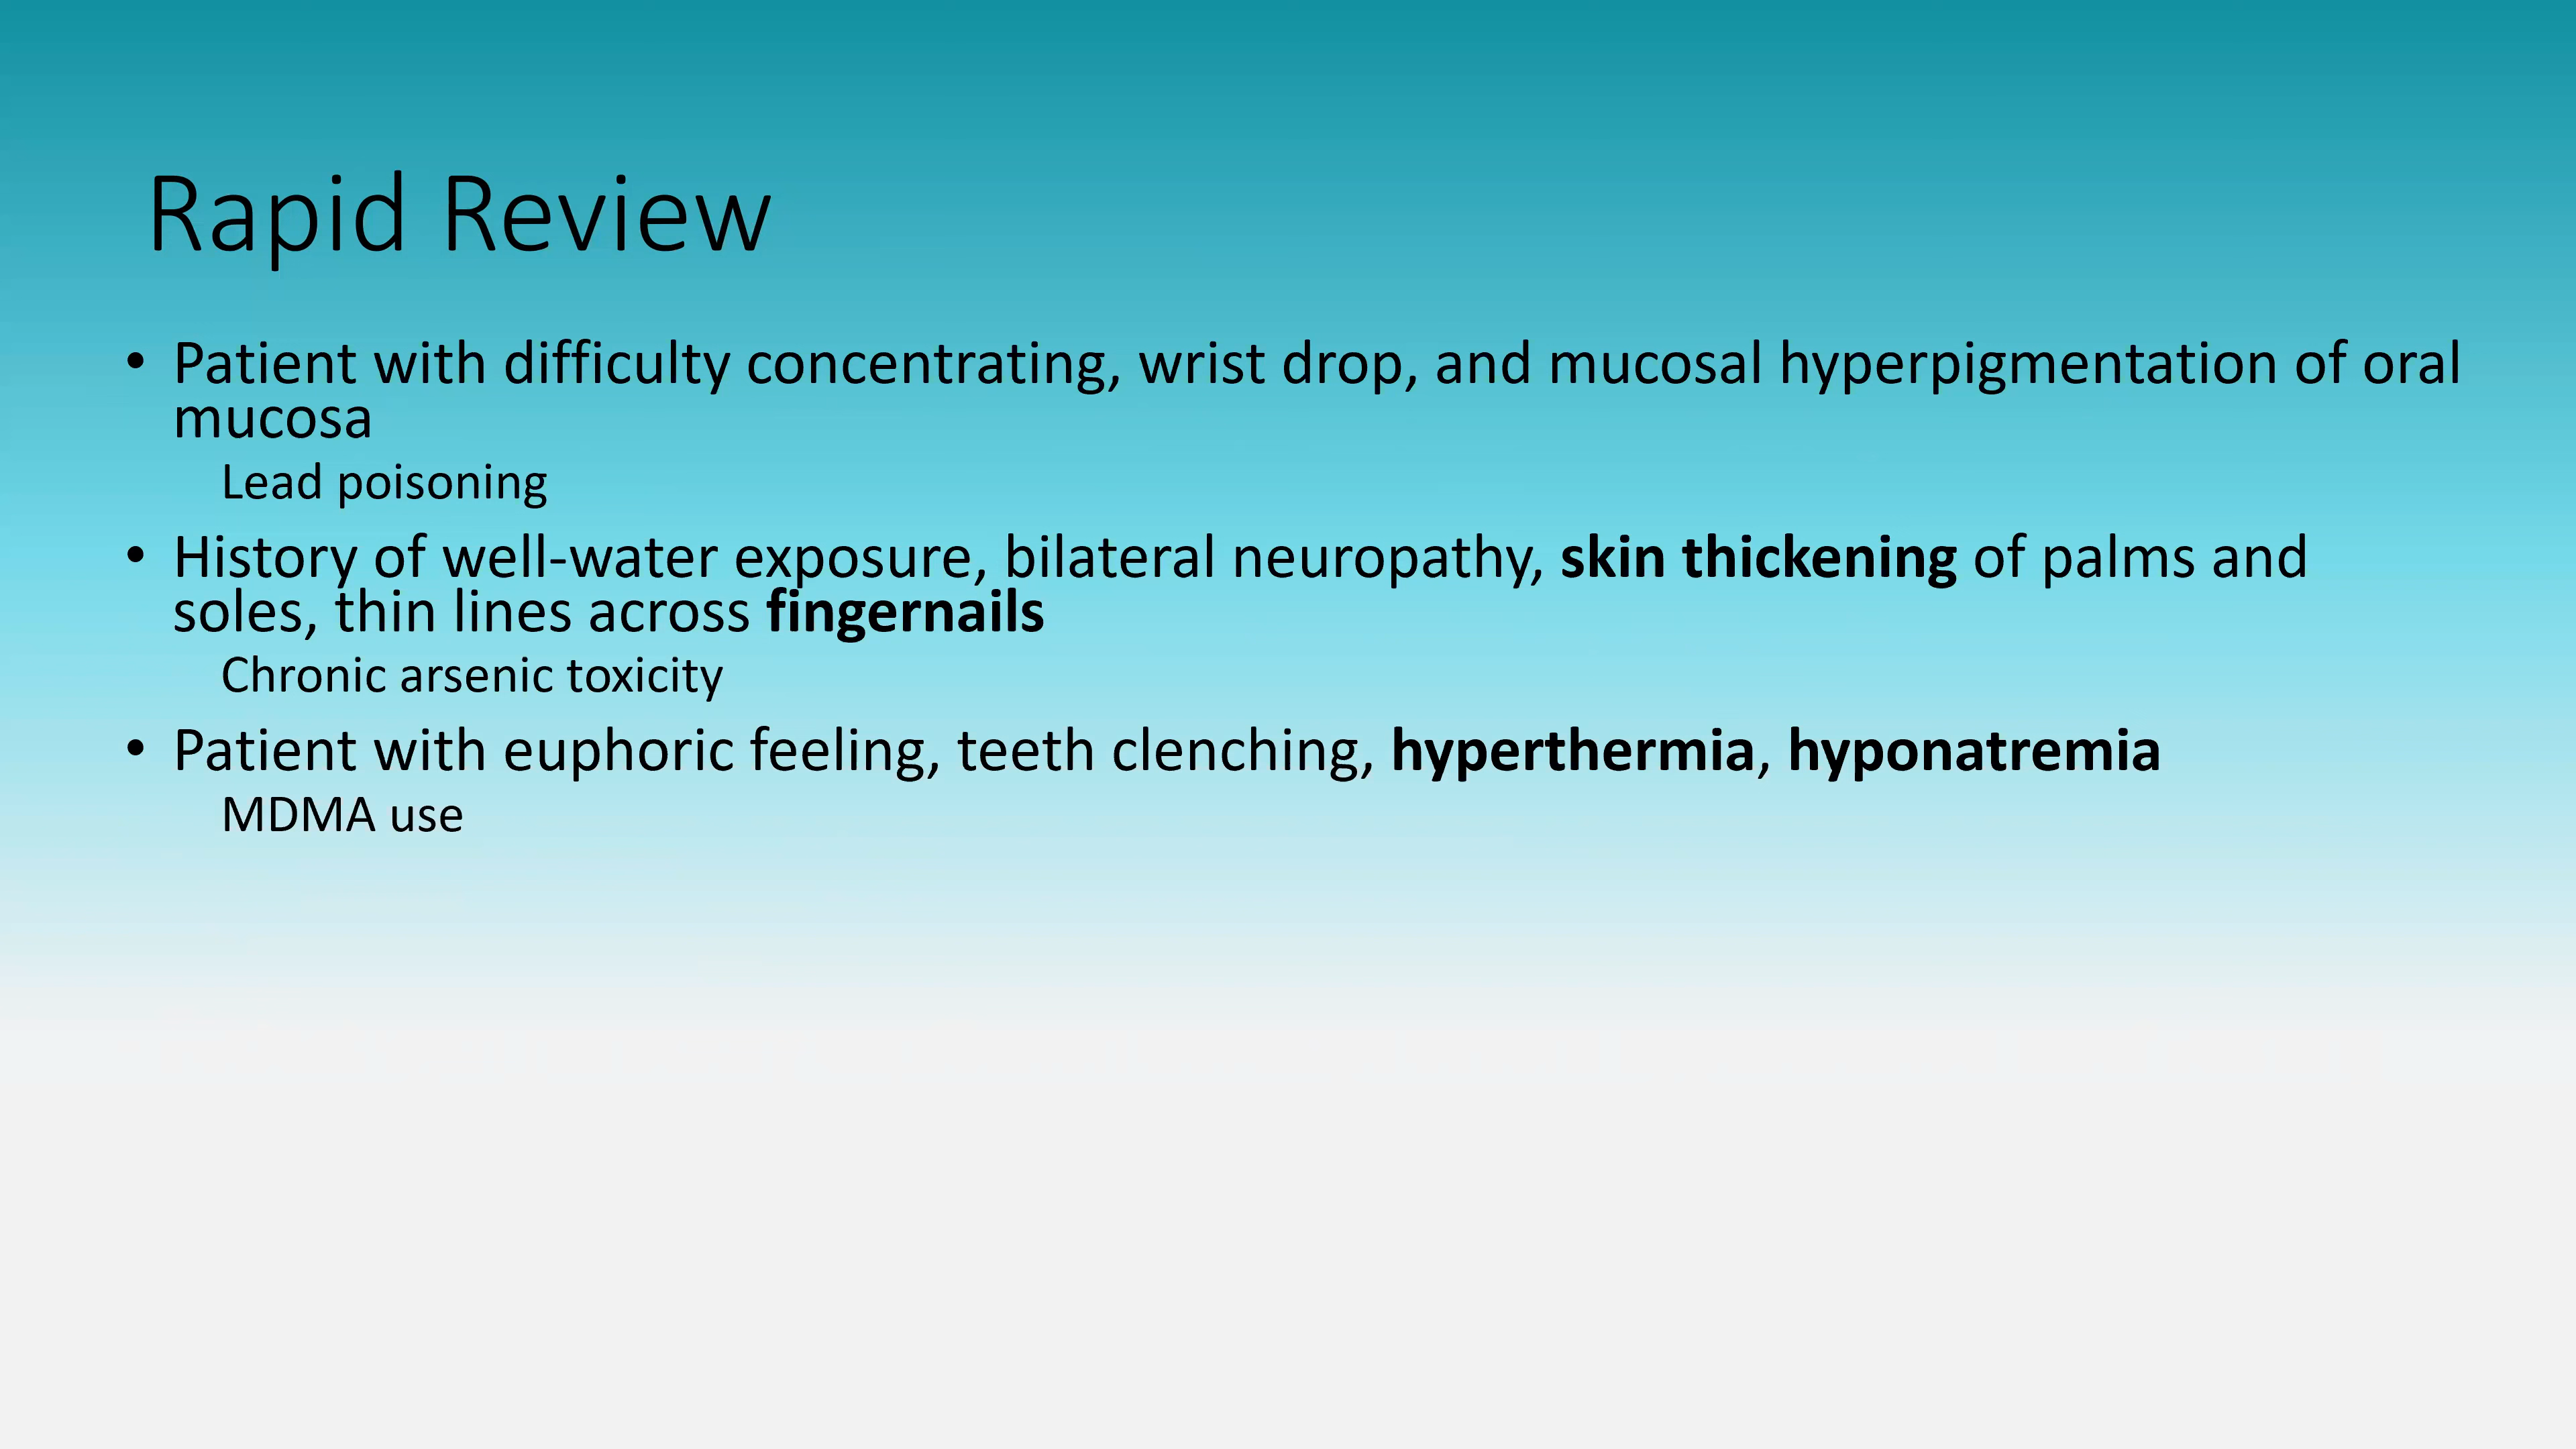 Rapid Review
• Patient with difficulty concentrating, wrist drop, and mucosal hyperpigmentation of oral
mucosa
Lead poisoning
• History of well-water exposure, bilateral neuropathy, skin thickening of palms and
soles, thin lines across fingernails
Chronic arsenic toxicity
• Patient with euphoric feeling, teeth clenching, hyperthermia, hyponatremia
MDMA use